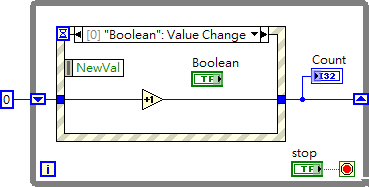 [0] "Boolean": Value Change
NewVal
Boolean
TF
Count
I32
0
+1
i
stop
TF